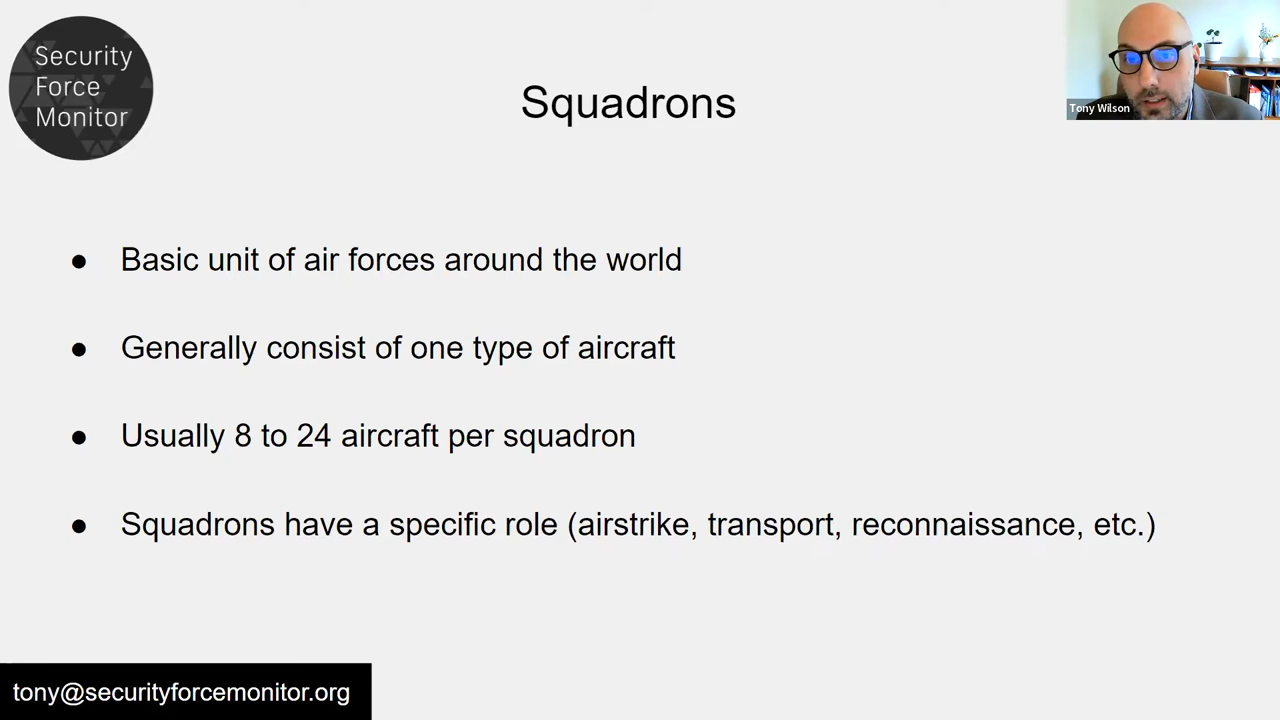 Security
Force
Monitor
Squadrons
Tony Wilson
● Basic unit of air forces around the world
● Generally consist of one type of aircraft
● Usually 8 to 24 aircraft per squadron
● Squadrons have a specific role (airstrike, transport, reconnaissance, etc.)
tony@securityforcemonitor.org